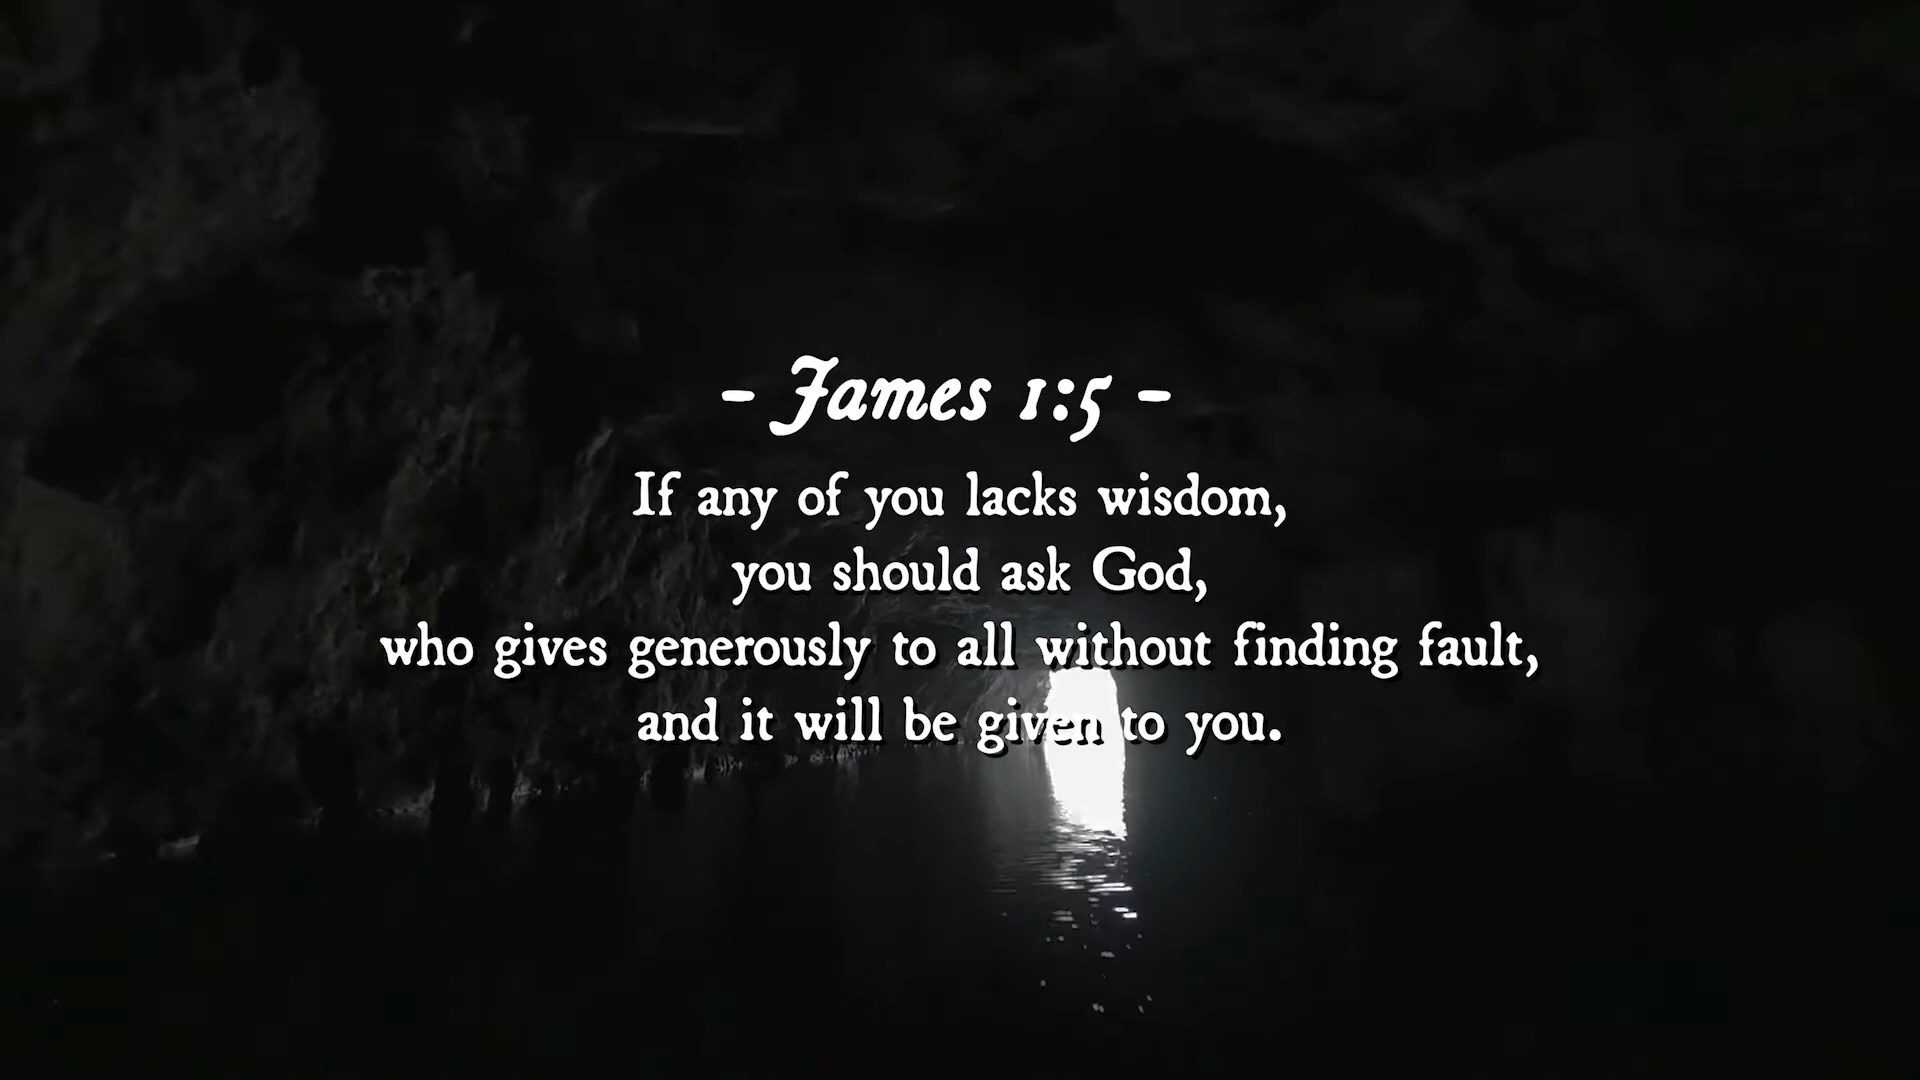 - James 1:5 -
If any of you lacks wisdom,
you should ask God,
who gives generously to all without finding fault,
and it will be given to you.